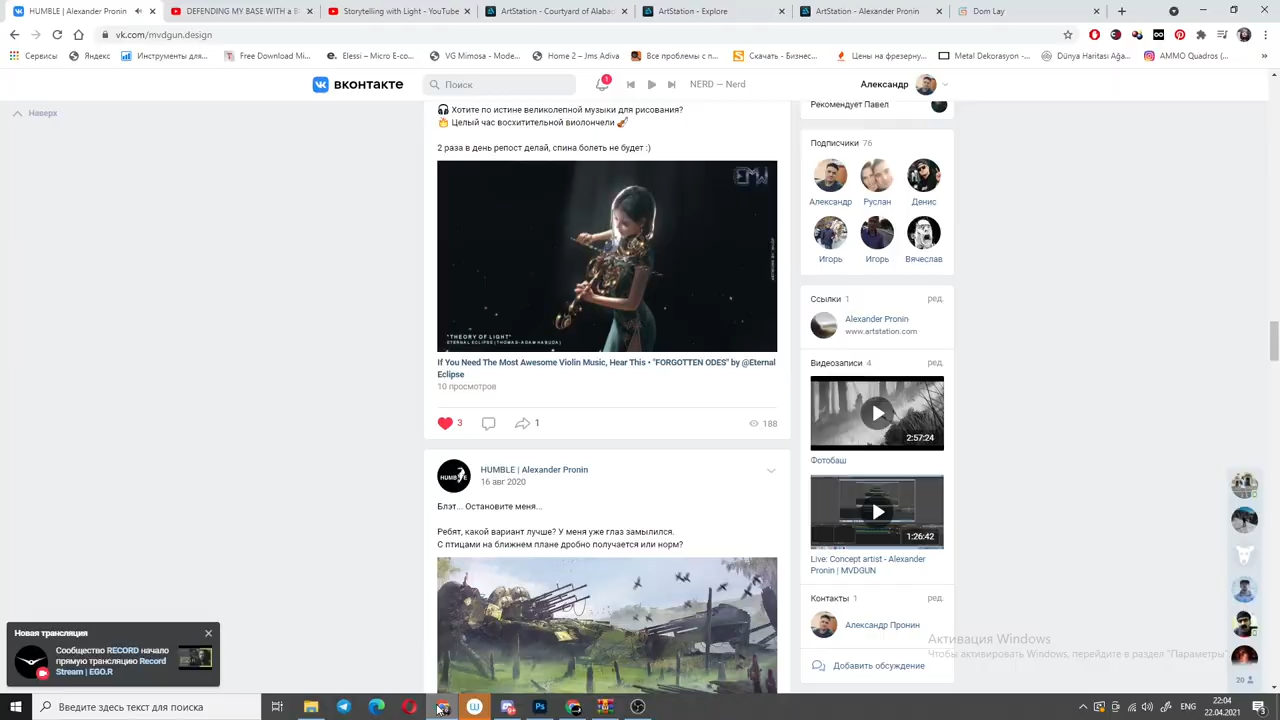 HUMBLE | Alexander Pronin
DEFENDING MY BASE WITH a B
Storytelling with Light - YouTube
ArtStation - Courtyard of Alabas
ArtStation - Explore
ArtStation - Alexander Pronin
Dom Lay
vk.com/mvdgun.design
Сервисы
Яндекс
Инструменты для...
Free Download Mi...
Elessi – Micro E-co...
VG Mimosa - Mode...
Home 2 – Jms Adiva
Все проблемы с п...
Скачать - Бизнес...
Цены на фрезерну...
Metal Dekorasyon -...
Dünya Haritası Ağa...
AMMO Quadros (...
вконтакте
Поиск
1
NERD — Nerd
Александр
Наверх
Хотите по истине великолепной музыки для рисования?
Целый час восхитительной виолончели
2 раза в день репост делай, спина болеть не будет :)
EMW
"THEORY OF LIGHT"
If You Need The Most Awesome Violin Music, Hear This • "FORGOTTEN ODES" by @Eternal
Eclipse
10 просмотров
3
1
188
HUMBLE
HUMBLE | Alexander Pronin
16 авг 2020
Блэт... Остановите меня...
Ребят, какой вариант лучше? У меня уже глаз замылился.
С птицами на ближнем плане дробно получается или норм?
Рекомендует Павел
Подписчики 76
Александр
Руслан
Денис
Игорь
Игорь
Вячеслав
Ссылки 1
ред.
Alexander Pronin
www.artstation.com
Видеозаписи 4
ред.
2:57:24
Фотобаш
1:26:42
Live: Concept artist - Alexander
Pronin | MVDGUN
Контакты 1
ред.
Александр Пронин
Добавить обсуждение
Активация Windows
Чтобы активировать Windows, перейдите в раздел "Параметры".
20
Новая трансляция
Сообщество RECORD начало
прямую трансляцию Record
Stream | EGO.R
Введите здесь текст для поиска
22:04
22.04.2021